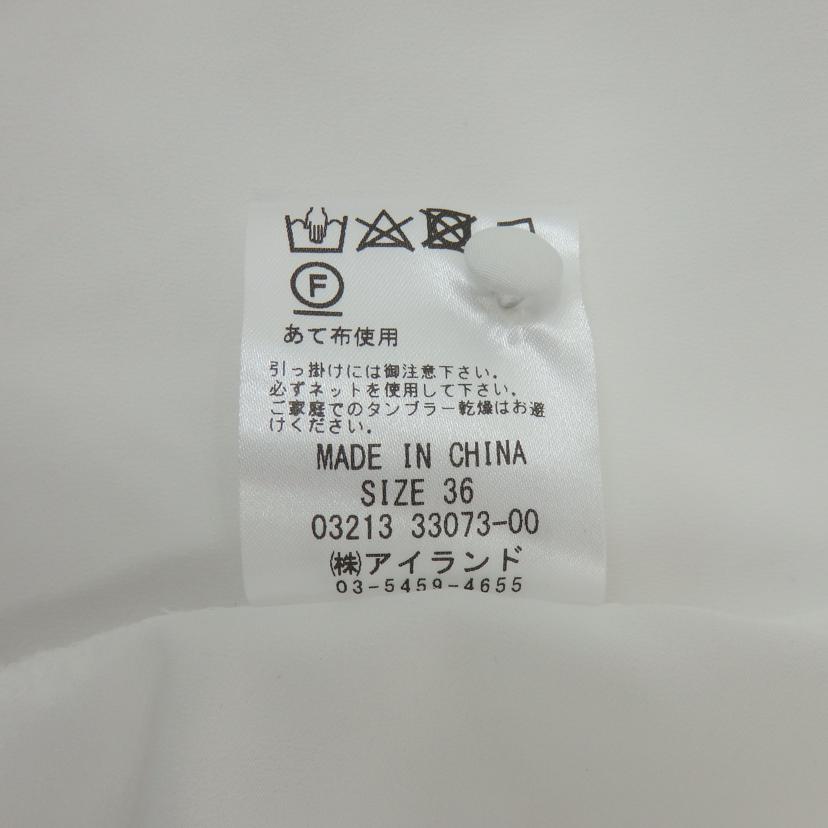 F
あて布使用
引っ掛けには御注意下さい.
必ずネットを使用して下さい.
ご家庭でのタンブラー乾燥はお避
けください.
MADE IN CHINA
SIZE 36
03213 33073-00
㈱アイランド
03-5459-4655